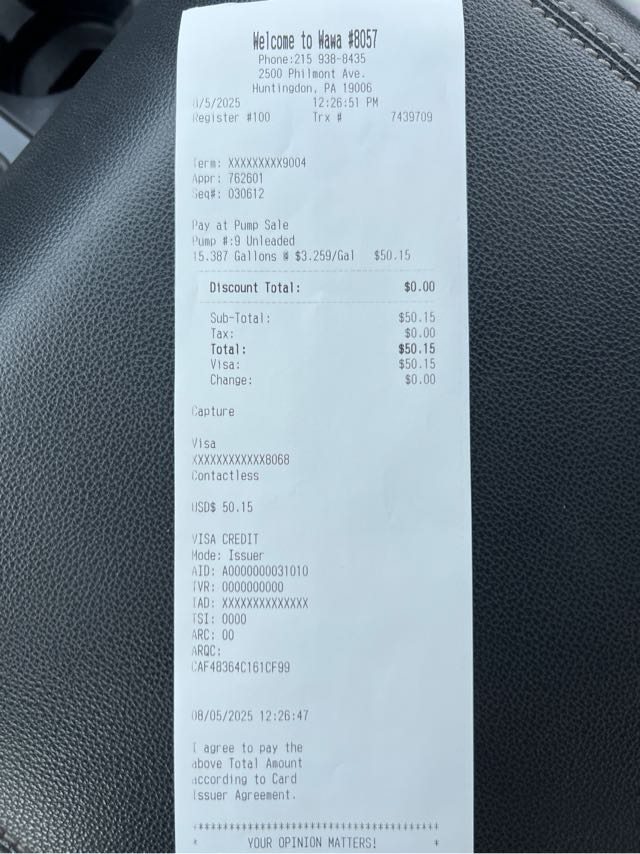 Welcome to Wawa #8057
Phone:215 938-8435
2500 Philmont Ave.
Huntingdon, PA 19006
/5/2025 12:26:51 PM
Register #100 Trx # 7439709
Term: XXXXXXXXX9004
Appr: 762601
Seq#: 030612
Pay at Pump Sale
Pump #:9 Unleaded
15.387 Gallons @ $3.259/Gal $50.15
Discount Total: $0.00
Sub-Total: $50.15
Tax: $0.00
Total: $50.15
Visa: $50.15
Change: $0.00
Capture
Visa
XXXXXXXXXXXX8068
Contactless
USD$ 50.15
VISA CREDIT
Mode: Issuer
AID: A0000000031010
TVR: 0000000000
IAD: XXXXXXXXXXXXXX
TSI: 0000
ARC: 00
ARQC:
CAF48364C161CF99
08/05/2025 12:26:47
I agree to pay the
above Total Amount
according to Card
Issuer Agreement.
****************************************
* YOUR OPINION MATTERS! *